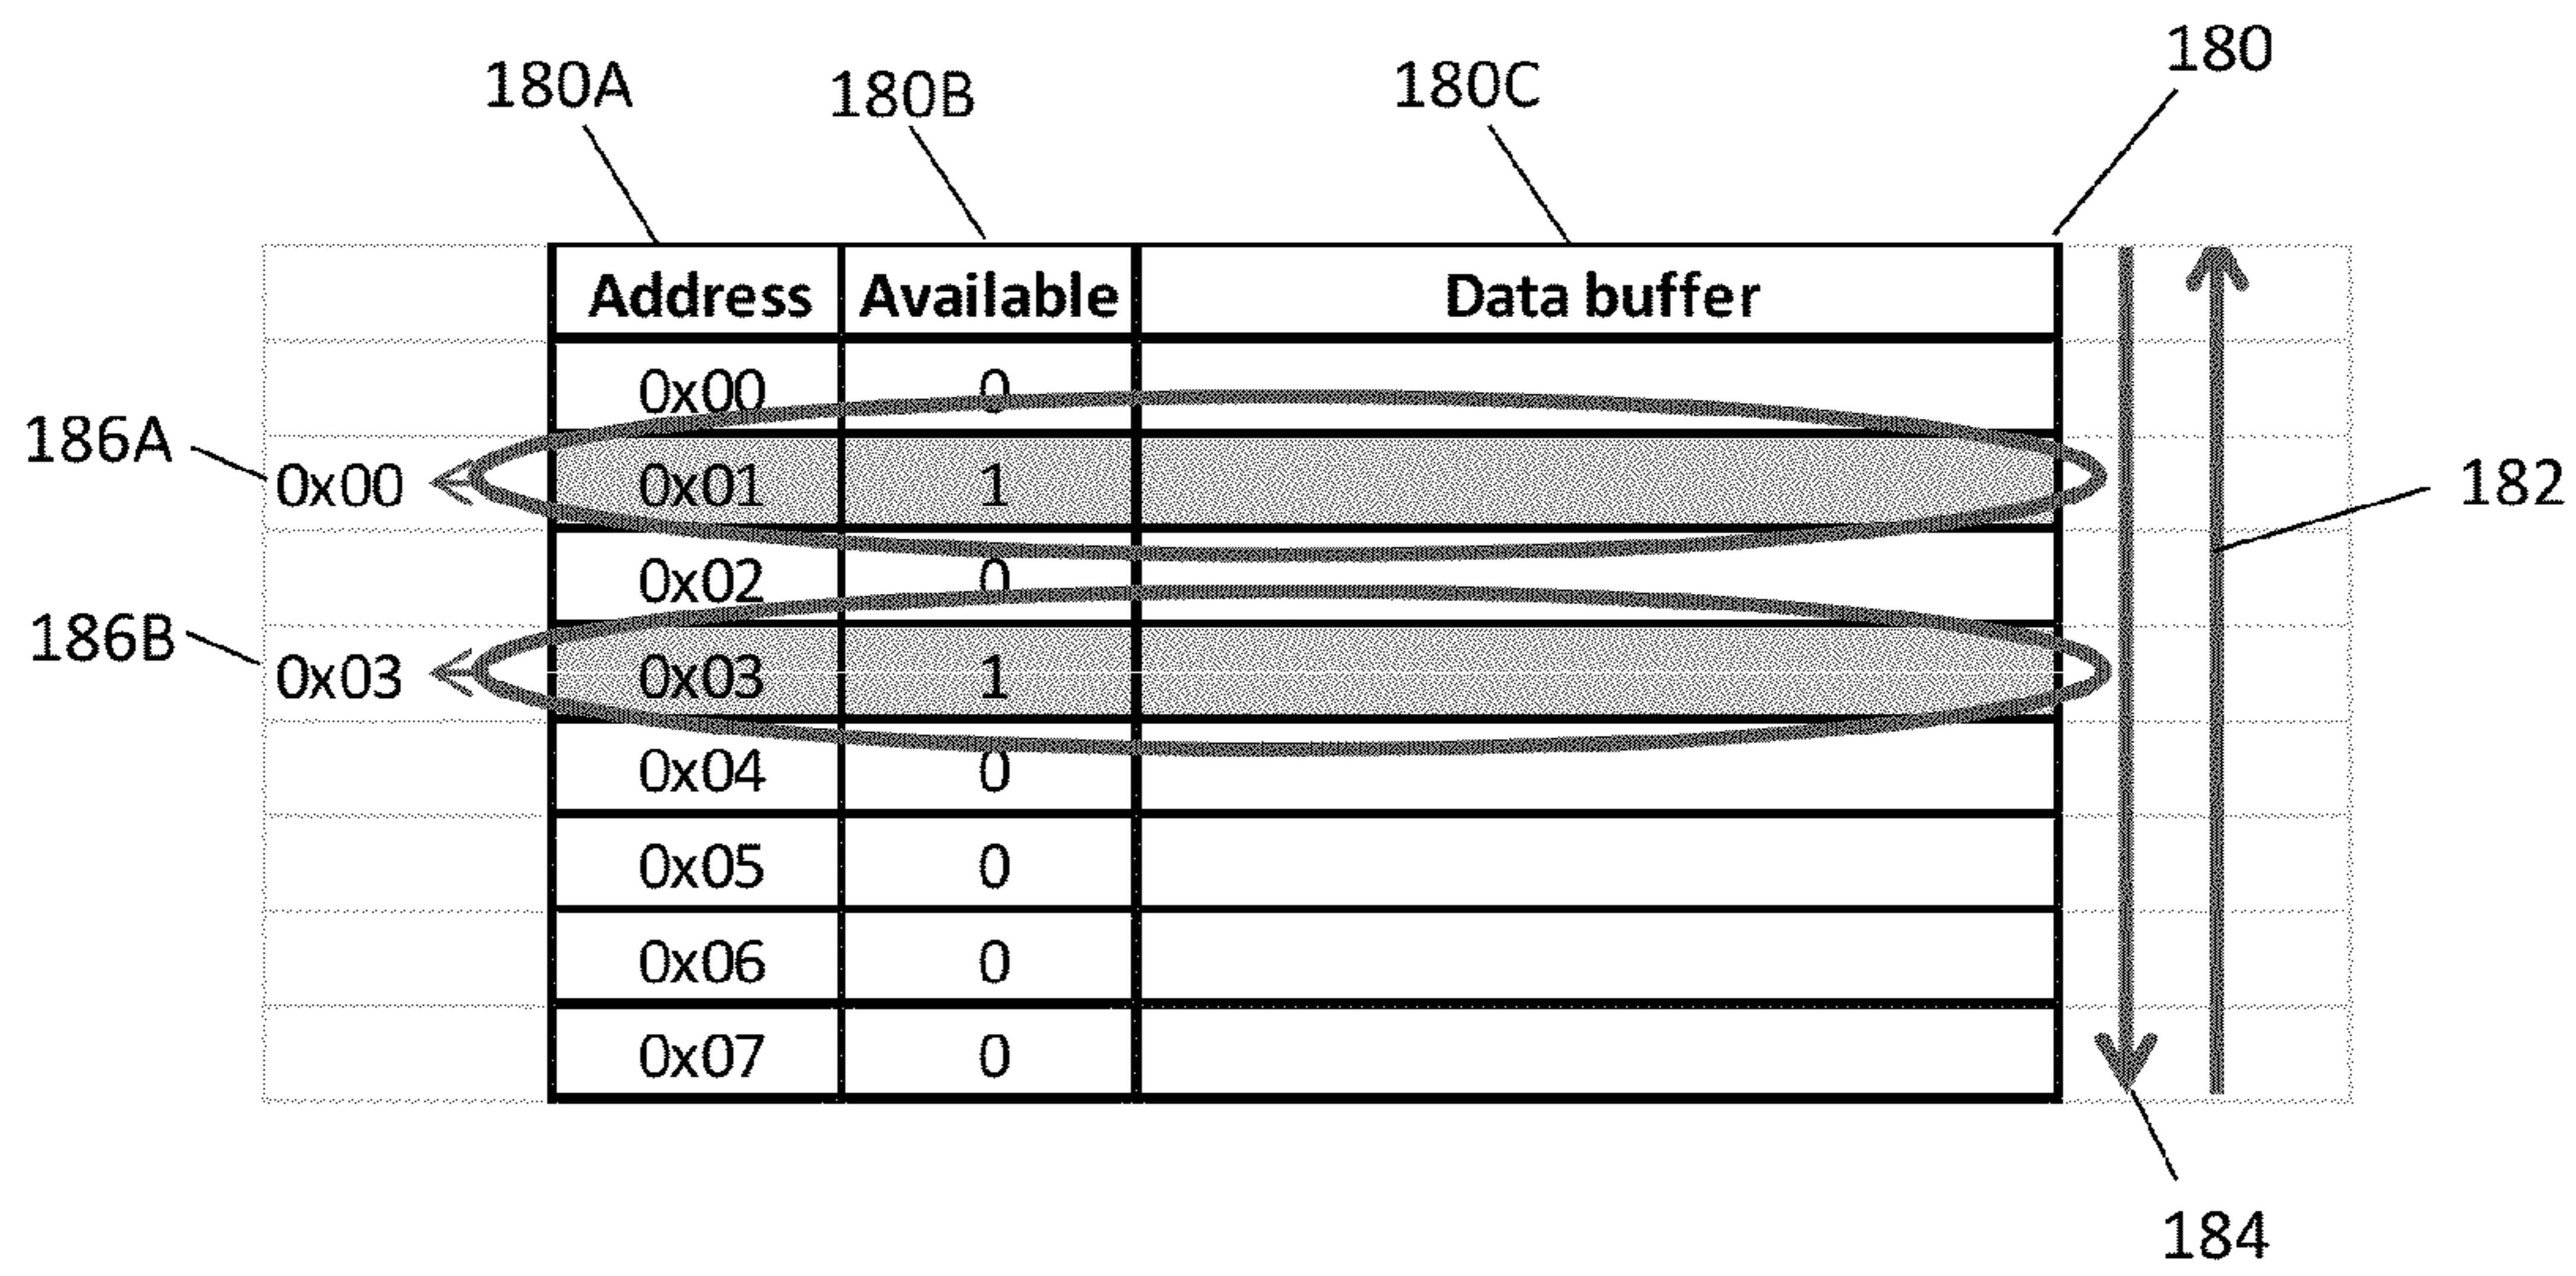 180
180A 180B 180C
Address Available Data buffer
0x00 0
186A 0x00 0x01 1
182
0x02 0
186B 0x03 0x03 1
0x04 0
0x05 0
0x06 0
0x07 0
184